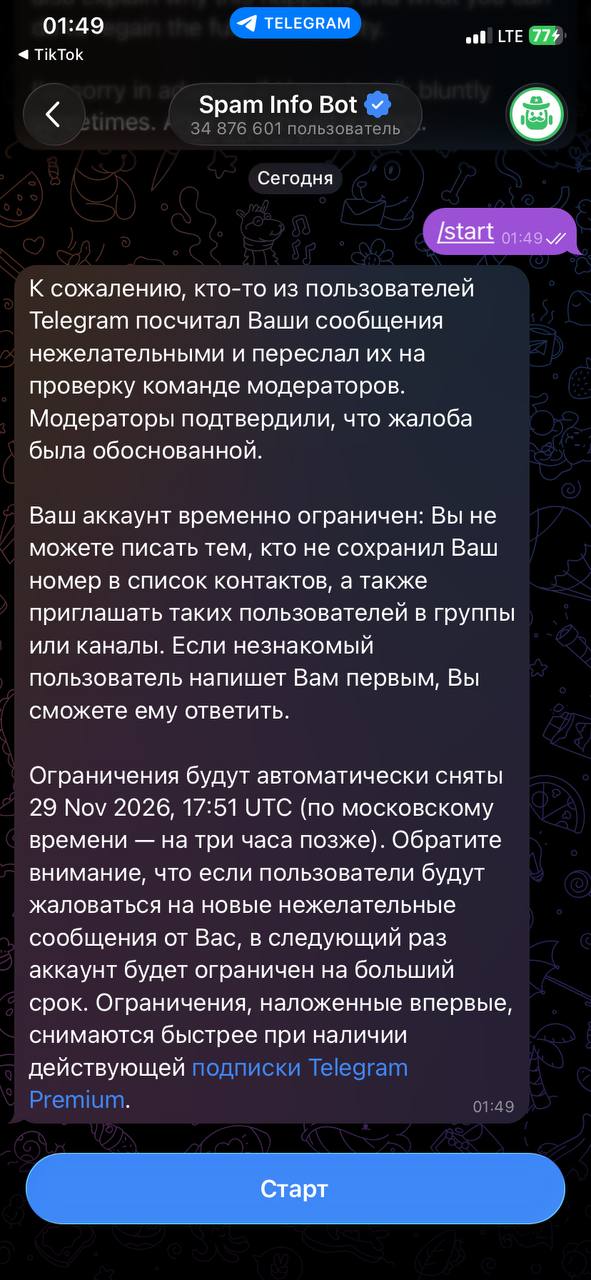 01:49
TELEGRAM
LTE 77
◀ TikTok
Spam Info Bot
34 876 601 пользователь
bluntly
Сегодня
/start 01:49
К сожалению, кто-то из пользователей
Telegram посчитал Ваши сообщения
нежелательными и переслал их на
проверку команде модераторов.
Модераторы подтвердили, что жалоба
была обоснованной.
Ваш аккаунт временно ограничен: Вы не
можете писать тем, кто не сохранил Ваш
номер в список контактов, а также
приглашать таких пользователей в группы
или каналы. Если незнакомый
пользователь напишет Вам первым, Вы
сможете ему ответить.
Ограничения будут автоматически сняты
29 Nov 2026, 17:51 UTC (по московскому
времени — на три часа позже). Обратите
внимание, что если пользователи будут
жаловаться на новые нежелательные
сообщения от Вас, в следующий раз
аккаунт будет ограничен на больший
срок. Ограничения, наложенные впервые,
снимаются быстрее при наличии
действующей подписки Telegram
Premium.
01:49
Старт